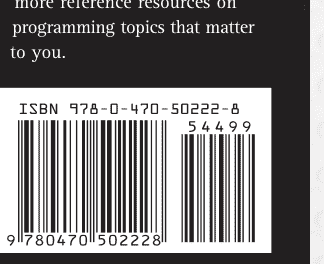 more reference resources on
programming topics that matter
to you.
ISBN 978-0-470-50222-8
54499
9 780470 502228